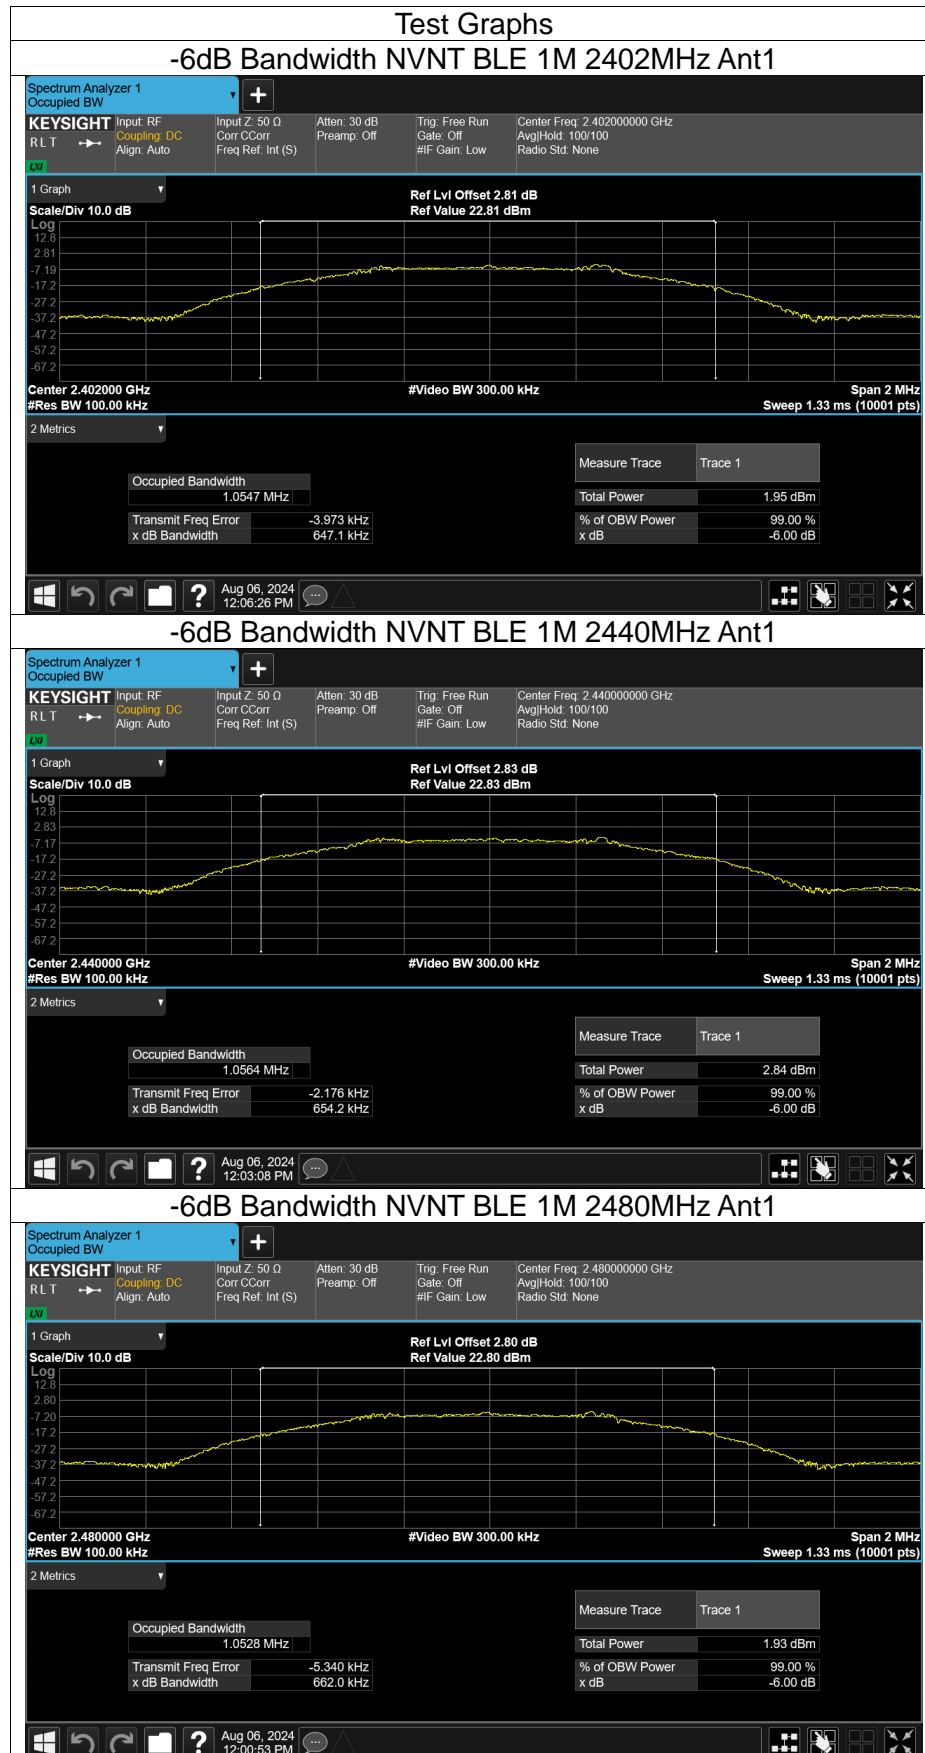 Test Graphs
-6dB Bandwidth NVNT BLE 1M 2402MHz Ant1
Spectrum Analyzer 1
Occupied BW
KEYSIGHT Input: RF Input Z: 50 Ω Atten: 30 dB Trig: Free Run Center Freq: 2.402000000 GHz
RLT Coupling: DC Corr CCorr Preamp: Off Gate: Off Avg|Hold: 100/100
Align: Auto Freq Ref: Int (S) #IF Gain: Low Radio Std: None
LXI
1 Graph
Ref Lvl Offset 2.81 dB
Scale/Div 10.0 dB Ref Value 22.81 dBm
Log
12.8
2.81
-7.19
-17.2
-27.2
-37.2
-47.2
-57.2
-67.2
Center 2.402000 GHz #Video BW 300.00 kHz Span 2 MHz
#Res BW 100.00 kHz Sweep 1.33 ms (10001 pts)
2 Metrics
Measure Trace Trace 1
Occupied Bandwidth
1.0547 MHz Total Power 1.95 dBm
Transmit Freq Error -3.973 kHz % of OBW Power 99.00 %
x dB Bandwidth 647.1 kHz x dB -6.00 dB
Aug 06, 2024
12:06:26 PM
-6dB Bandwidth NVNT BLE 1M 2440MHz Ant1
Spectrum Analyzer 1
Occupied BW
KEYSIGHT Input: RF Input Z: 50 Ω Atten: 30 dB Trig: Free Run Center Freq: 2.440000000 GHz
RLT Coupling: DC Corr CCorr Preamp: Off Gate: Off Avg|Hold: 100/100
Align: Auto Freq Ref: Int (S) #IF Gain: Low Radio Std: None
LXI
1 Graph
Ref Lvl Offset 2.83 dB
Scale/Div 10.0 dB Ref Value 22.83 dBm
Log
12.8
2.83
-7.17
-17.2
-27.2
-37.2
-47.2
-57.2
-67.2
Center 2.440000 GHz #Video BW 300.00 kHz Span 2 MHz
#Res BW 100.00 kHz Sweep 1.33 ms (10001 pts)
2 Metrics
Measure Trace Trace 1
Occupied Bandwidth
1.0564 MHz Total Power 2.84 dBm
Transmit Freq Error -2.176 kHz % of OBW Power 99.00 %
x dB Bandwidth 654.2 kHz x dB -6.00 dB
Aug 06, 2024
12:03:08 PM
-6dB Bandwidth NVNT BLE 1M 2480MHz Ant1
Spectrum Analyzer 1
Occupied BW
KEYSIGHT Input: RF Input Z: 50 Ω Atten: 30 dB Trig: Free Run Center Freq: 2.480000000 GHz
RLT Coupling: DC Corr CCorr Preamp: Off Gate: Off Avg|Hold: 100/100
Align: Auto Freq Ref: Int (S) #IF Gain: Low Radio Std: None
LXI
1 Graph
Ref Lvl Offset 2.80 dB
Scale/Div 10.0 dB Ref Value 22.80 dBm
Log
12.8
2.80
-7.20
-17.2
-27.2
-37.2
-47.2
-57.2
-67.2
Center 2.480000 GHz #Video BW 300.00 kHz Span 2 MHz
#Res BW 100.00 kHz Sweep 1.33 ms (10001 pts)
2 Metrics
Measure Trace Trace 1
Occupied Bandwidth
1.0528 MHz Total Power 1.93 dBm
Transmit Freq Error -5.340 kHz % of OBW Power 99.00 %
x dB Bandwidth 662.0 kHz x dB -6.00 dB
Aug 06, 2024
12:00:53 PM